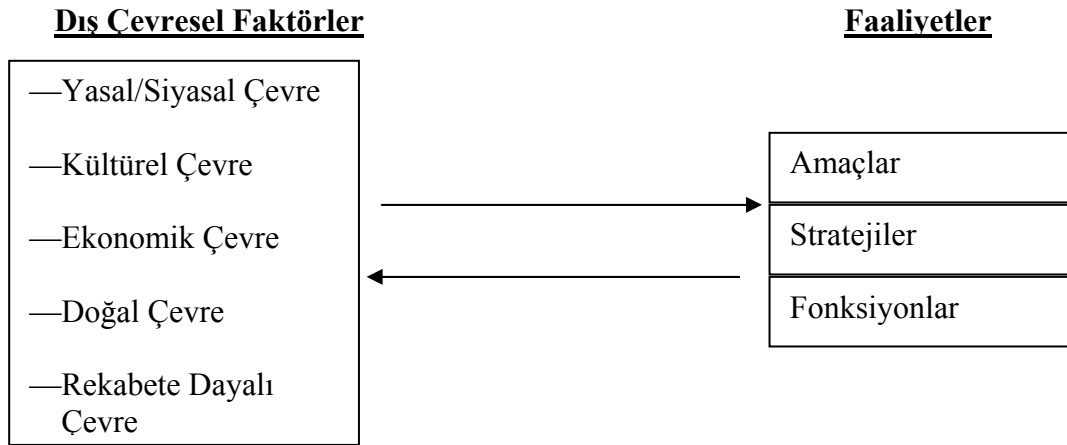 Dış Çevresel Faktörler
—Yasal/Siyasal Çevre
—Kültürel Çevre
—Ekonomik Çevre
—Doğal Çevre
—Rekabete Dayalı
Çevre
Faaliyetler
Amaçlar
Stratejiler
Fonksiyonlar